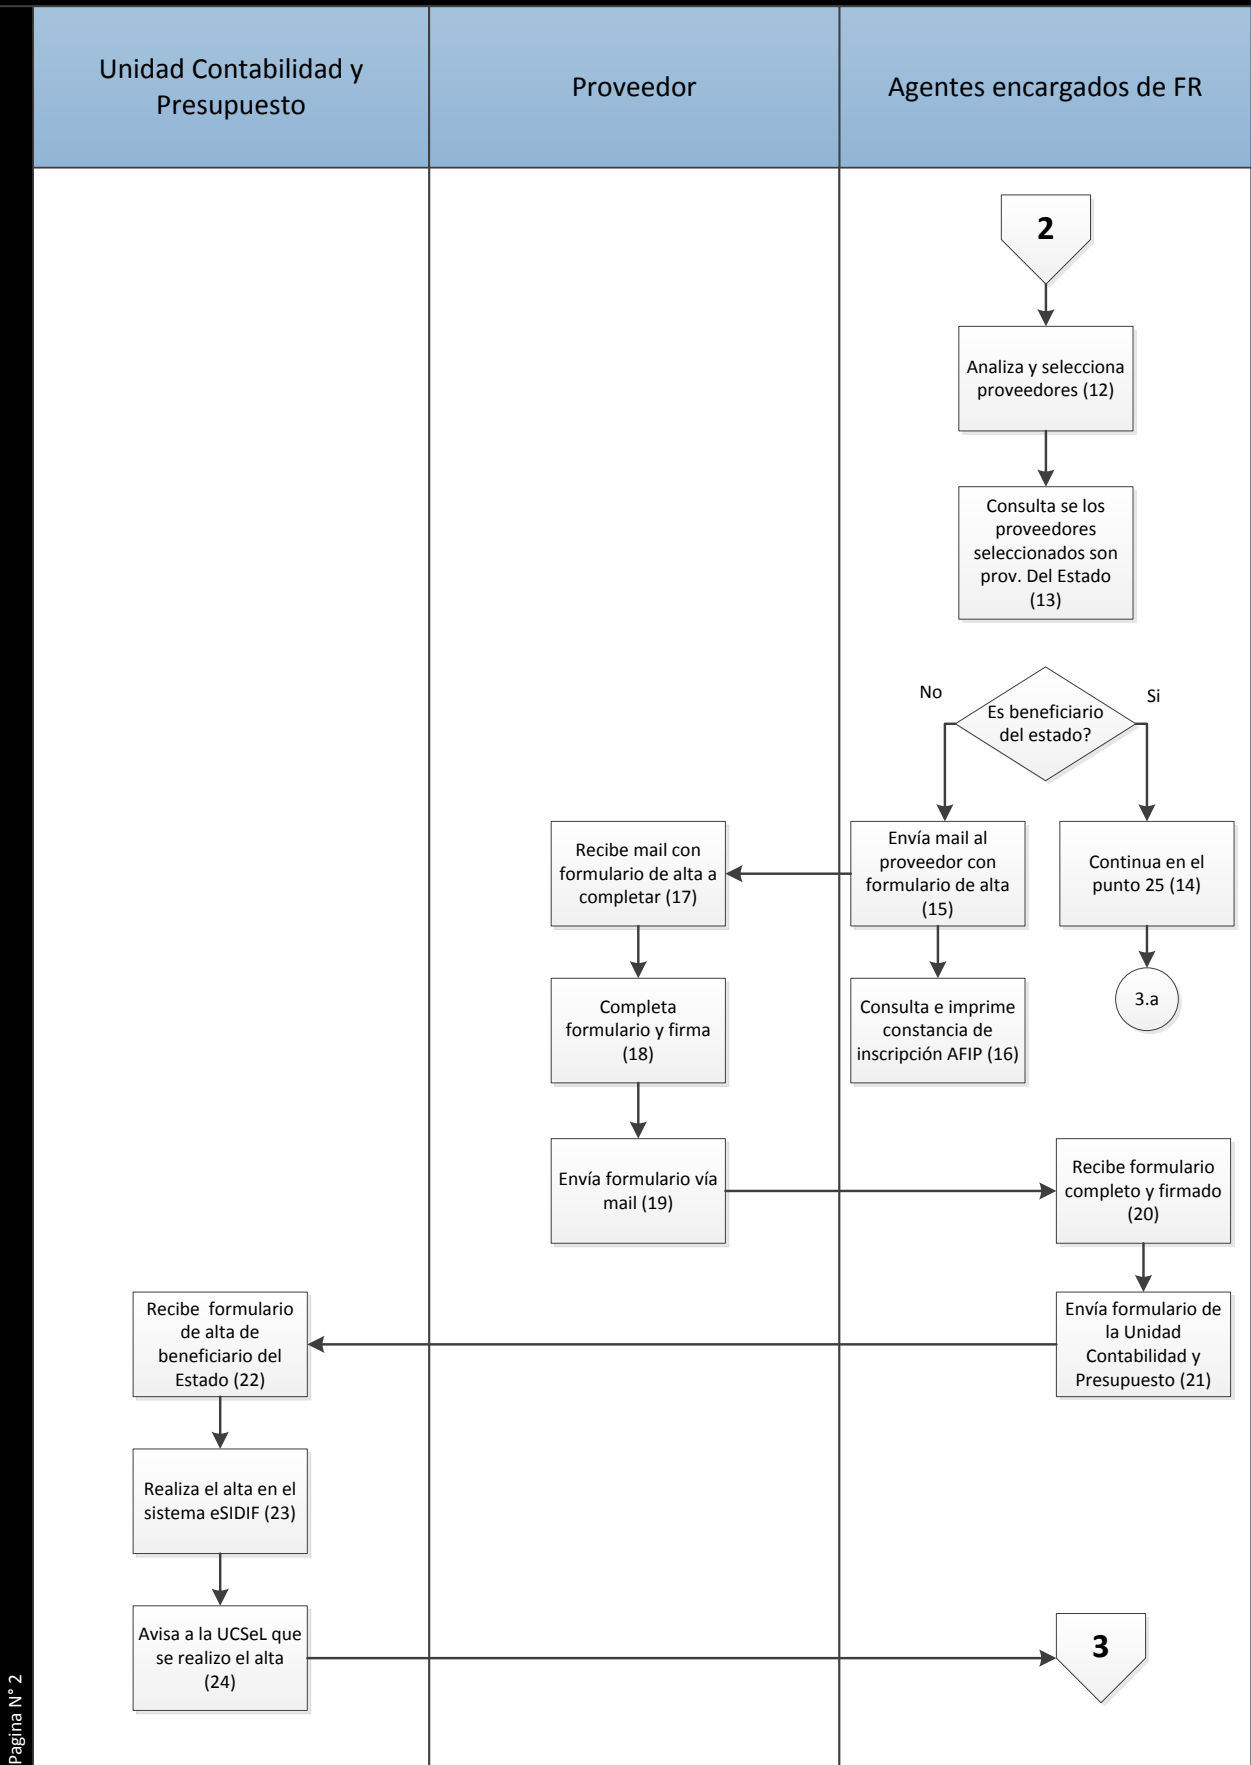 Unidad Contabilidad y
Presupuesto
Proveedor
Agentes encargados de FR
2
Analiza y selecciona
proveedores (12)
Consulta se los
proveedores
seleccionados son
prov. Del Estado
(13)
No
Es beneficiario
del estado?
Si
Recibe mail con
formulario de alta a
completar (17)
Envía mail al
proveedor con
formulario de alta
(15)
Continua en el
punto 25 (14)
Completa
formulario y firma
(18)
Consulta e imprime
constancia de
inscripción AFIP (16)
3.a
Envía formulario vía
mail (19)
Recibe formulario
completo y firmado
(20)
Recibe formulario
de alta de
beneficiario del
Estado (22)
Envía formulario de
la Unidad
Contabilidad y
Presupuesto (21)
Realiza el alta en el
sistema eSIDIF (23)
Avisa a la UCSeL que
se realizo el alta
(24)
3
Pagina N° 2